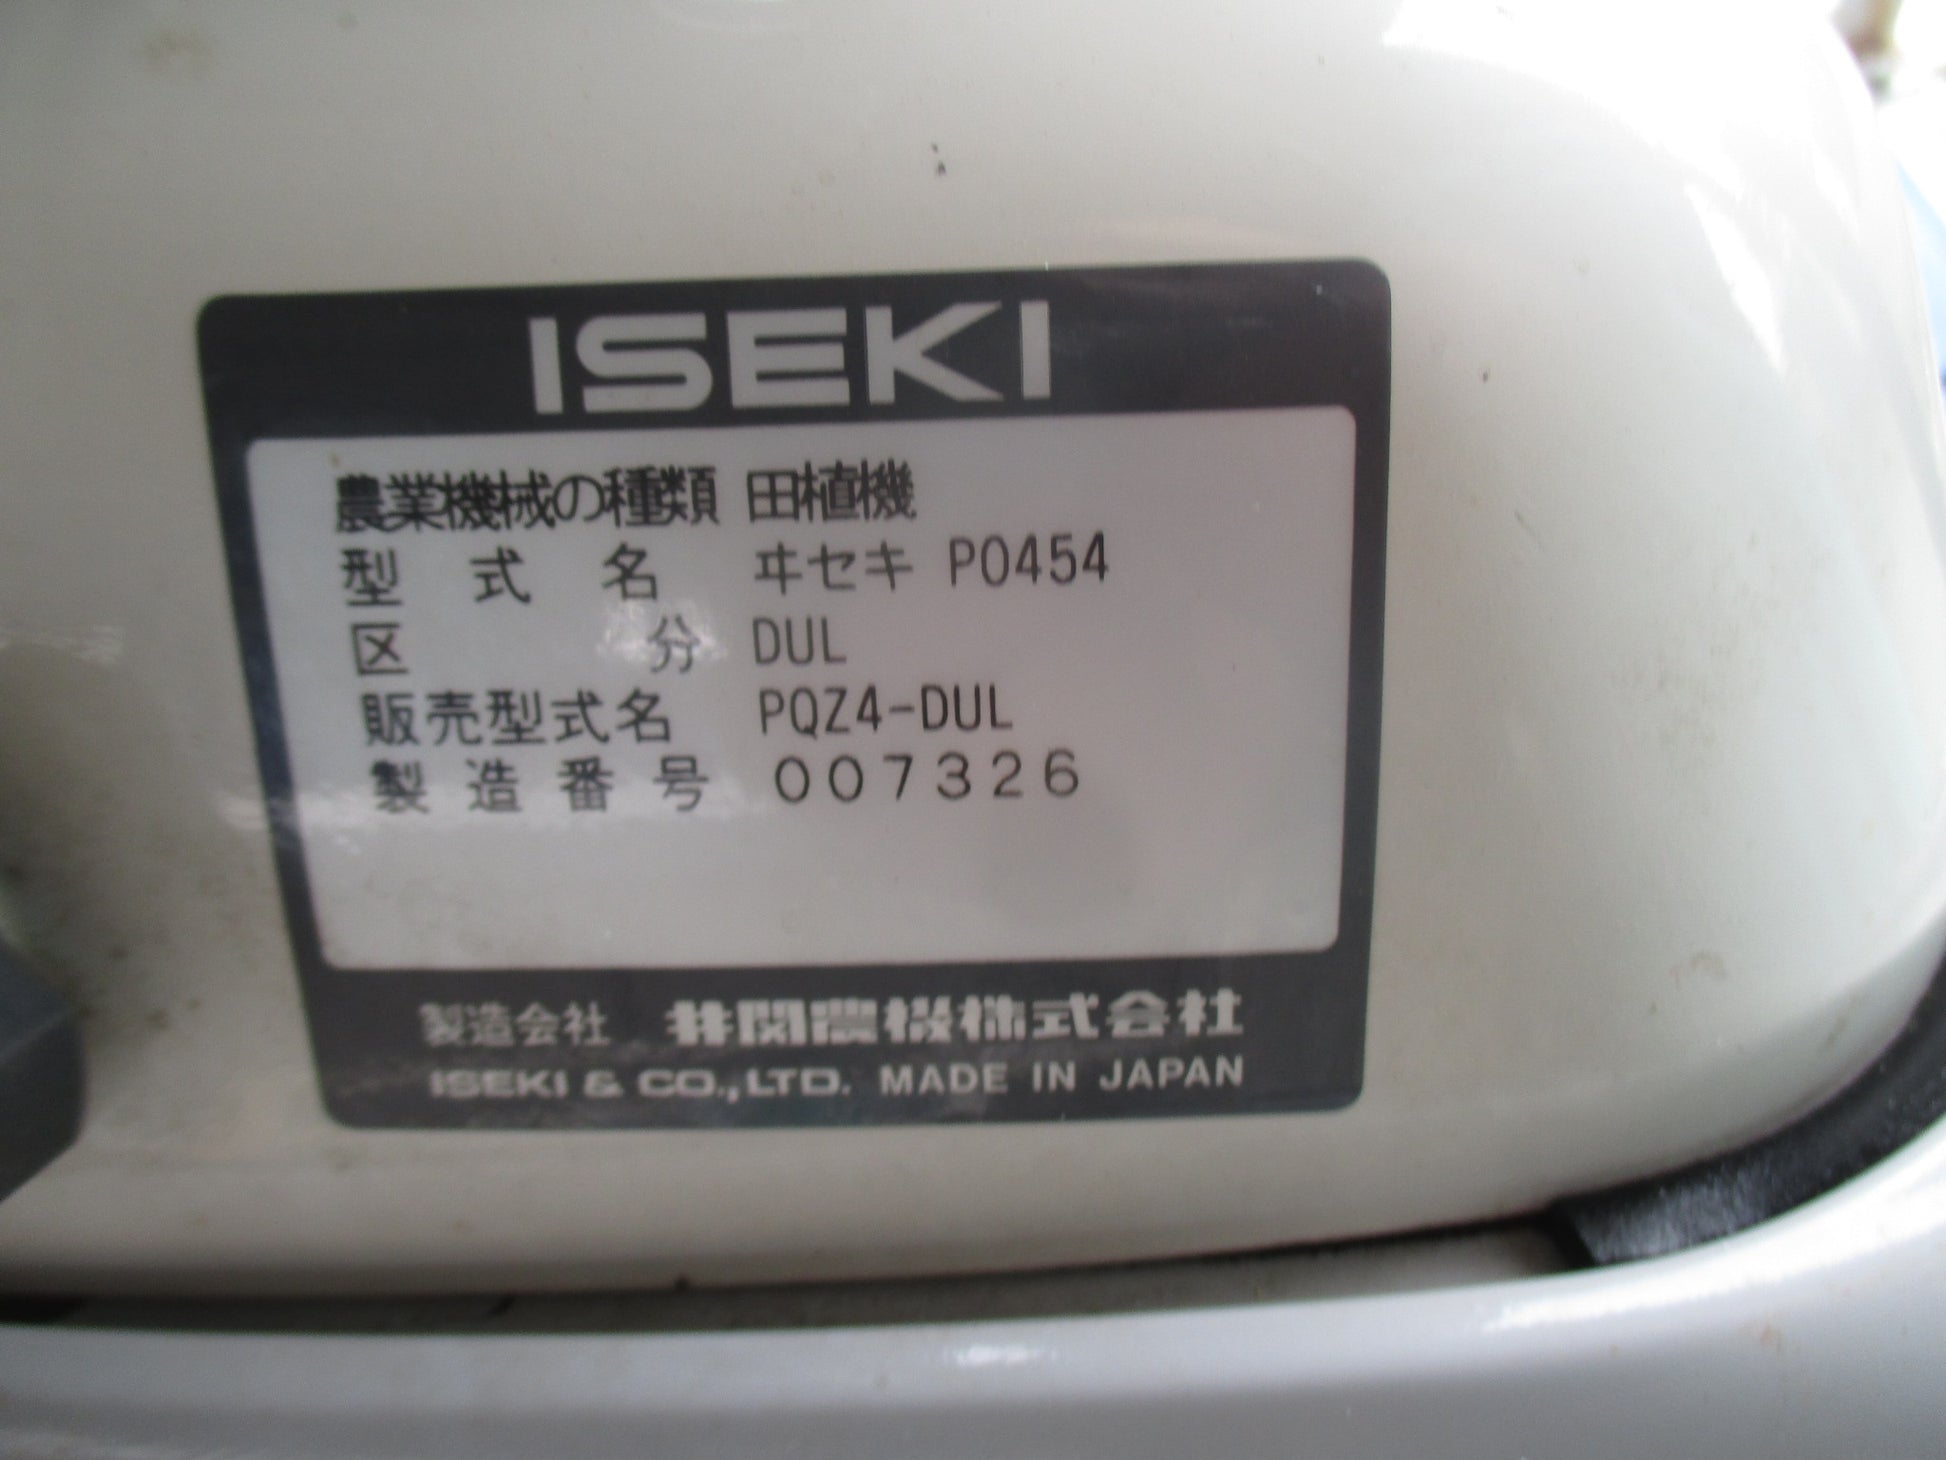 ISEKI
農業機械の種類 田植機
型式名 ヰセキ P0454
区分 DUL
販売型式名 PQZ4-DUL
製造番号 007326
製造会社 井関農機株式会社
ISEKI & CO.,LTD. MADE IN JAPAN